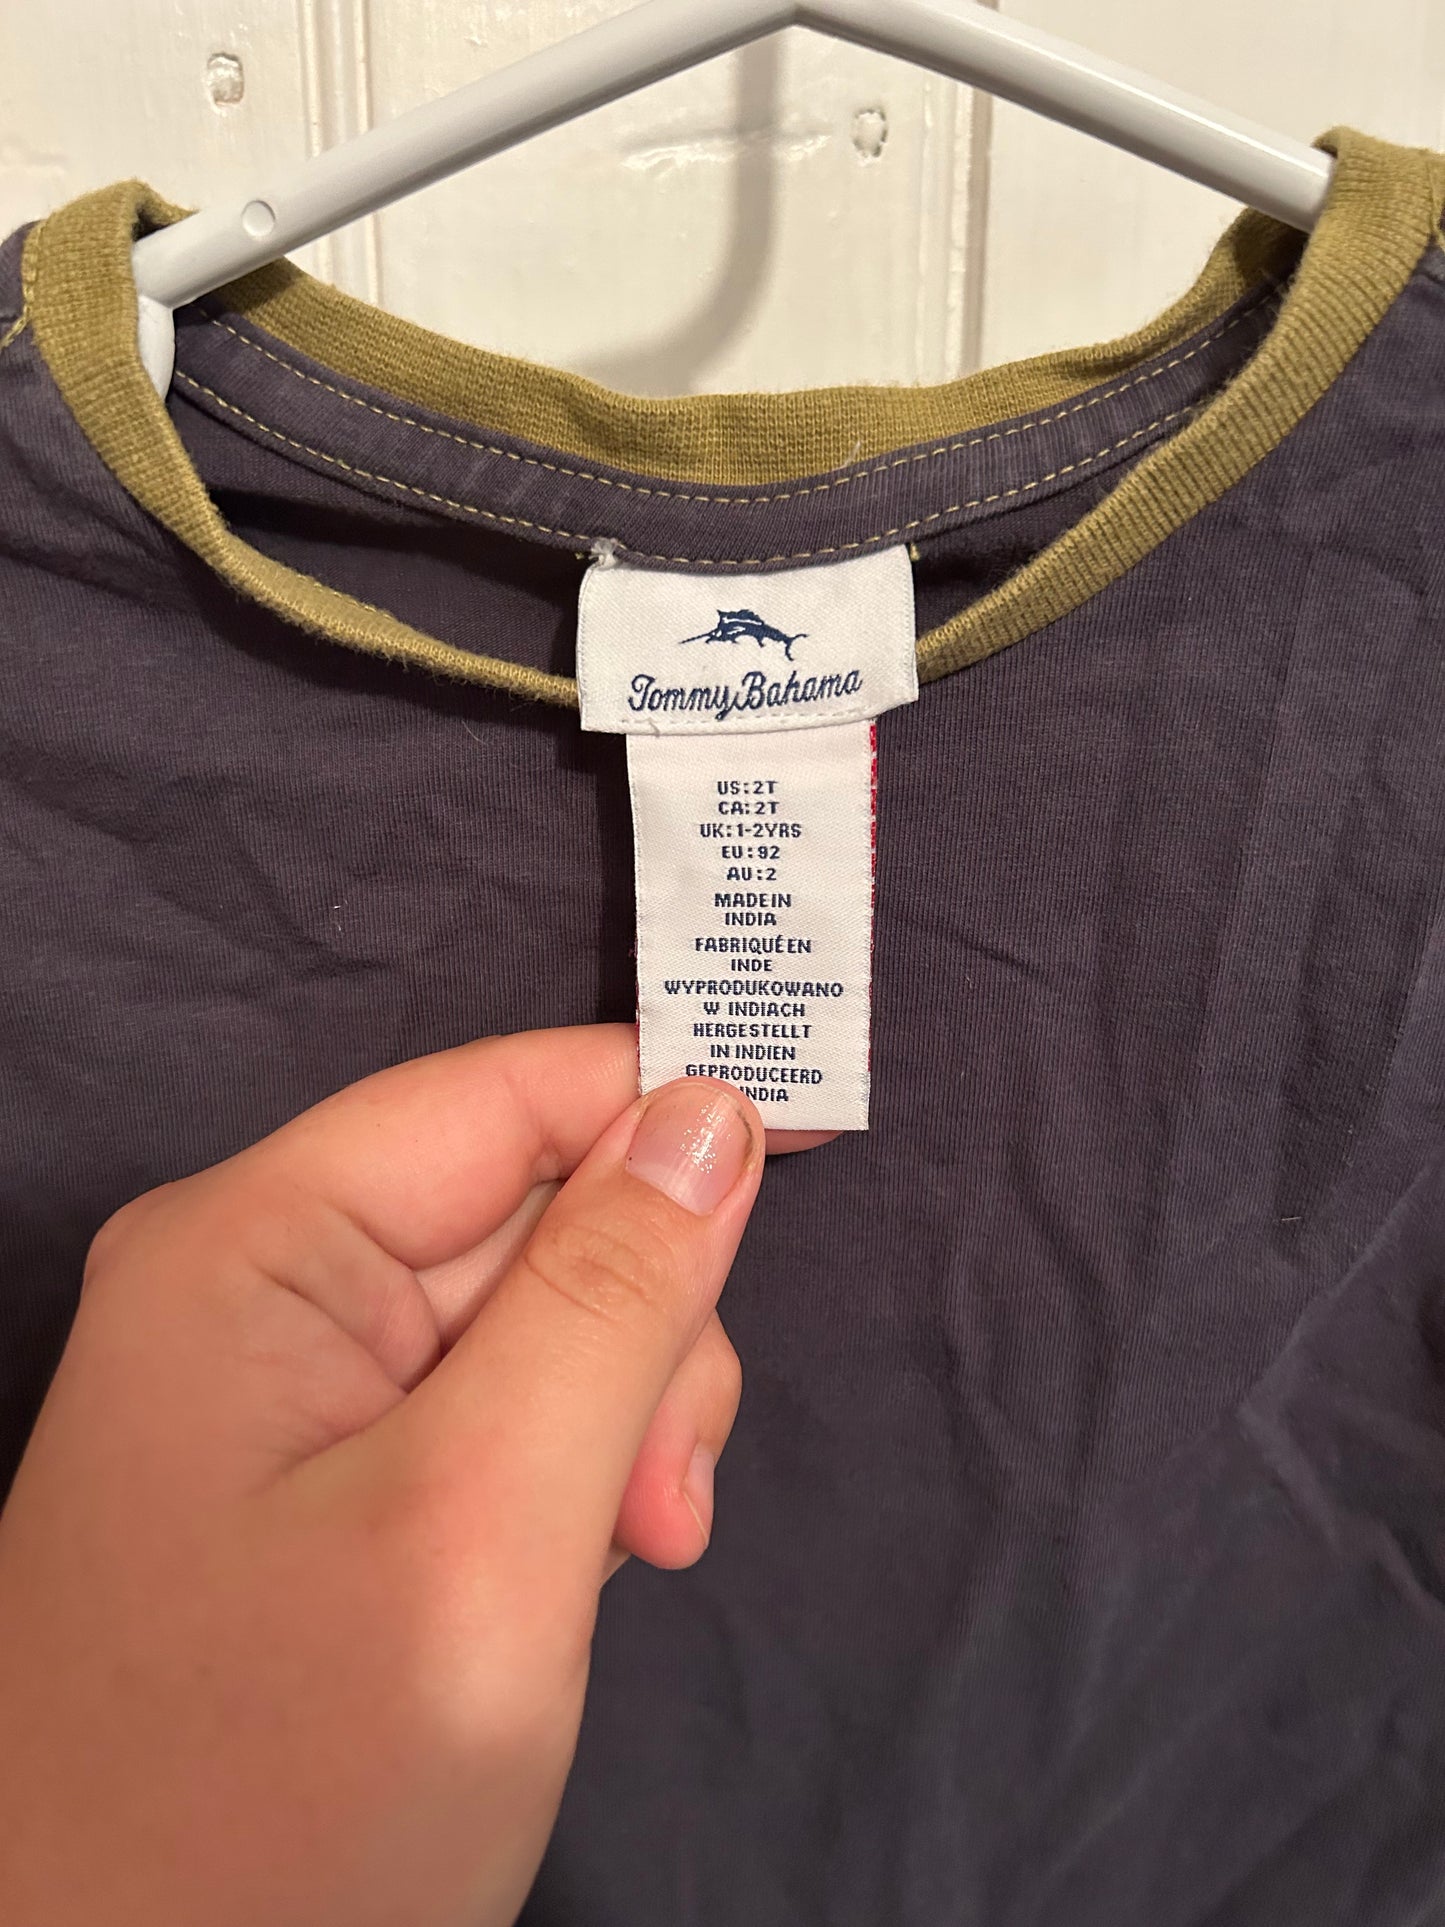 Tommy Bahama
US:2T
CA:2T
UK:1-2YRS
EU:92
AU:2
MADE IN
INDIA
FABRIQUÉ EN
INDE
WYPRODUKOWANO
W INDIACH
HERGESTELLT
IN INDIEN
GEPRODUCEERD
INDIA